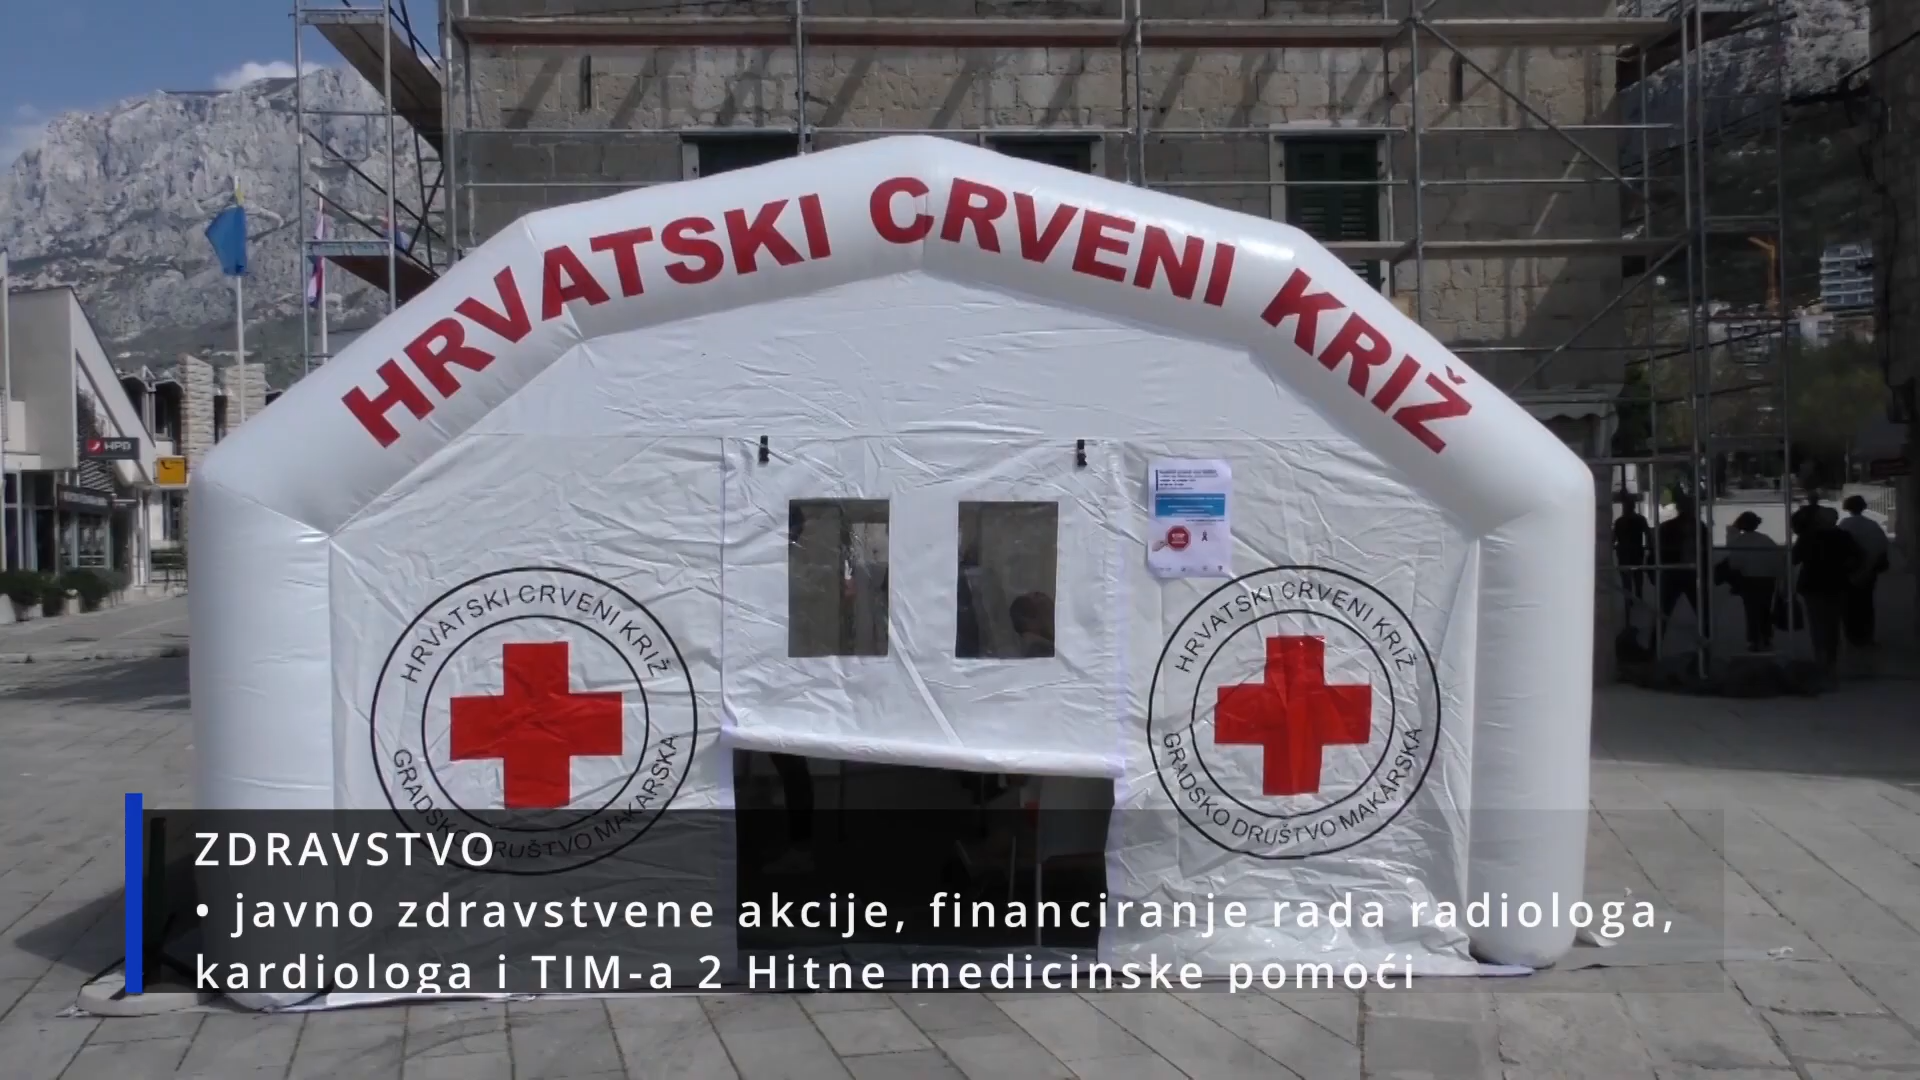 HRVATSKI CRVENI KRIŽ
HPB
HRVATSKI CRVENI KRIŽ
GRADSKO DRUŠTVO MAKARSKA
HRVATSKI CRVENI KRIŽ
GRADSKO DRUŠTVO MAKARSKA
STOP
ZDRAVSTVO
• javno zdravstvene akcije, financiranje rada radiologa,
kardiologa i TIM-a 2 Hitne medicinske pomoći